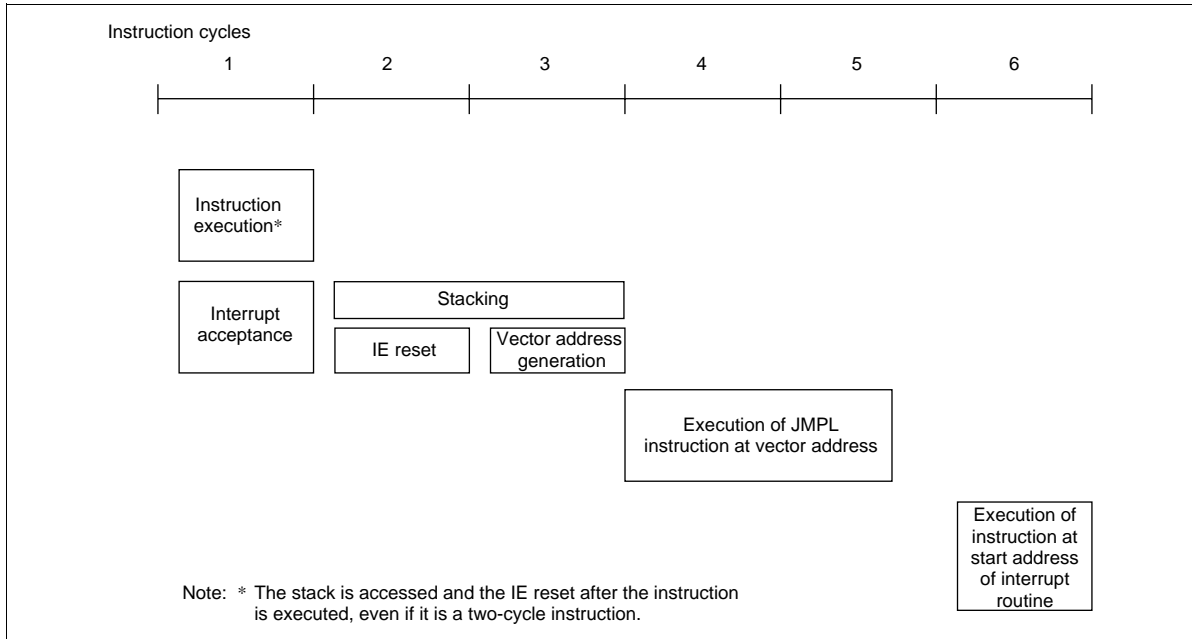 Instruction cycles
1 2 3 4 5 6
Instruction
execution*
Interrupt
acceptance
Stacking
IE reset
Vector address
generation
Execution of JMPL
instruction at vector address
Execution of
instruction at
start address
of interrupt
routine
Note: * The stack is accessed and the IE reset after the instruction
is executed, even if it is a two-cycle instruction.